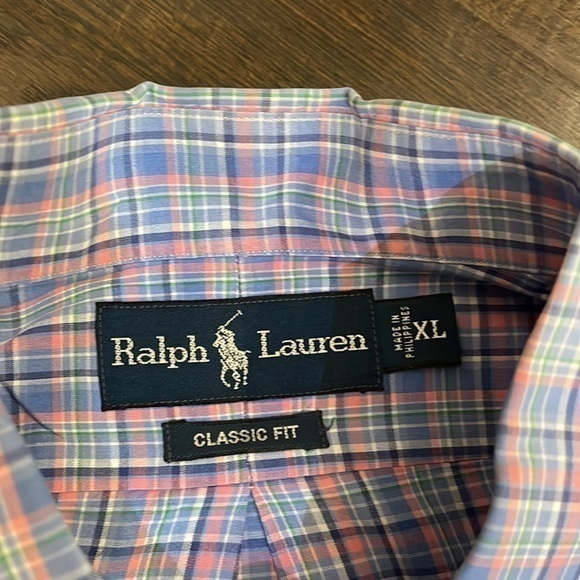 Ralph Lauren
MADE IN
PHILIPPINES
XL
CLASSIC FIT